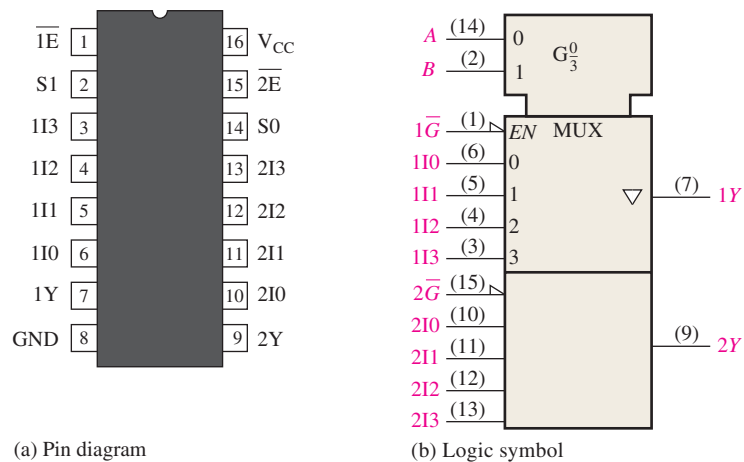 1E 1 16 VCC
S1 2 15 2E
1I3 3 14 S0
1I2 4 13 2I3
1I1 5 12 2I2
1I0 6 11 2I1
1Y 7 10 2I0
GND 8 9 2Y
(a) Pin diagram
A (14) 0 G 0/3
B (2) 1
1G̅ (1) EN MUX
1I0 (6) 0
1I1 (5) 1
1I2 (4) 2
1I3 (3) 3
(7) 1Y
2G̅ (15)
2I0 (10)
2I1 (11)
2I2 (12)
2I3 (13)
(9) 2Y
(b) Logic symbol